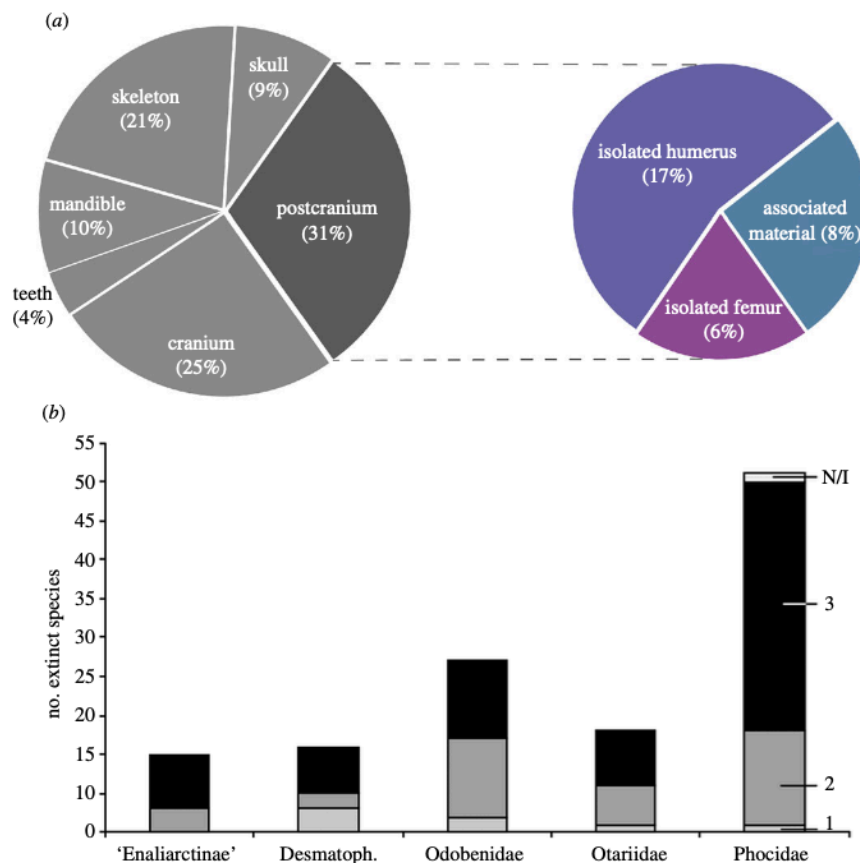 (a)
skull
(9%)
skeleton
(21%)
mandible
(10%)
teeth
(4%)
cranium
(25%)
postcranium
(31%)
isolated humerus
(17%)
associated
material (8%)
isolated femur
(6%)
(b)
no. extinct species
55
50
45
40
35
30
25
20
15
10
0
N/I
3
2
1
'Enaliarctinae'
Desmatoph.
Odobenidae
Otariidae
Phocidae